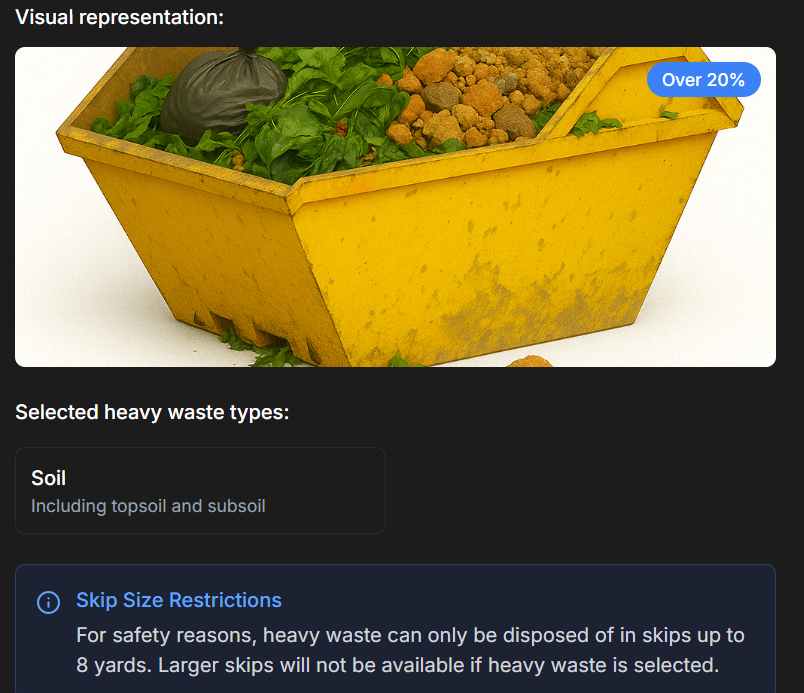 Visual representation:
Over 20%
Selected heavy waste types:
Soil
Including topsoil and subsoil
Skip Size Restrictions
For safety reasons, heavy waste can only be disposed of in skips up to
8 yards. Larger skips will not be available if heavy waste is selected.